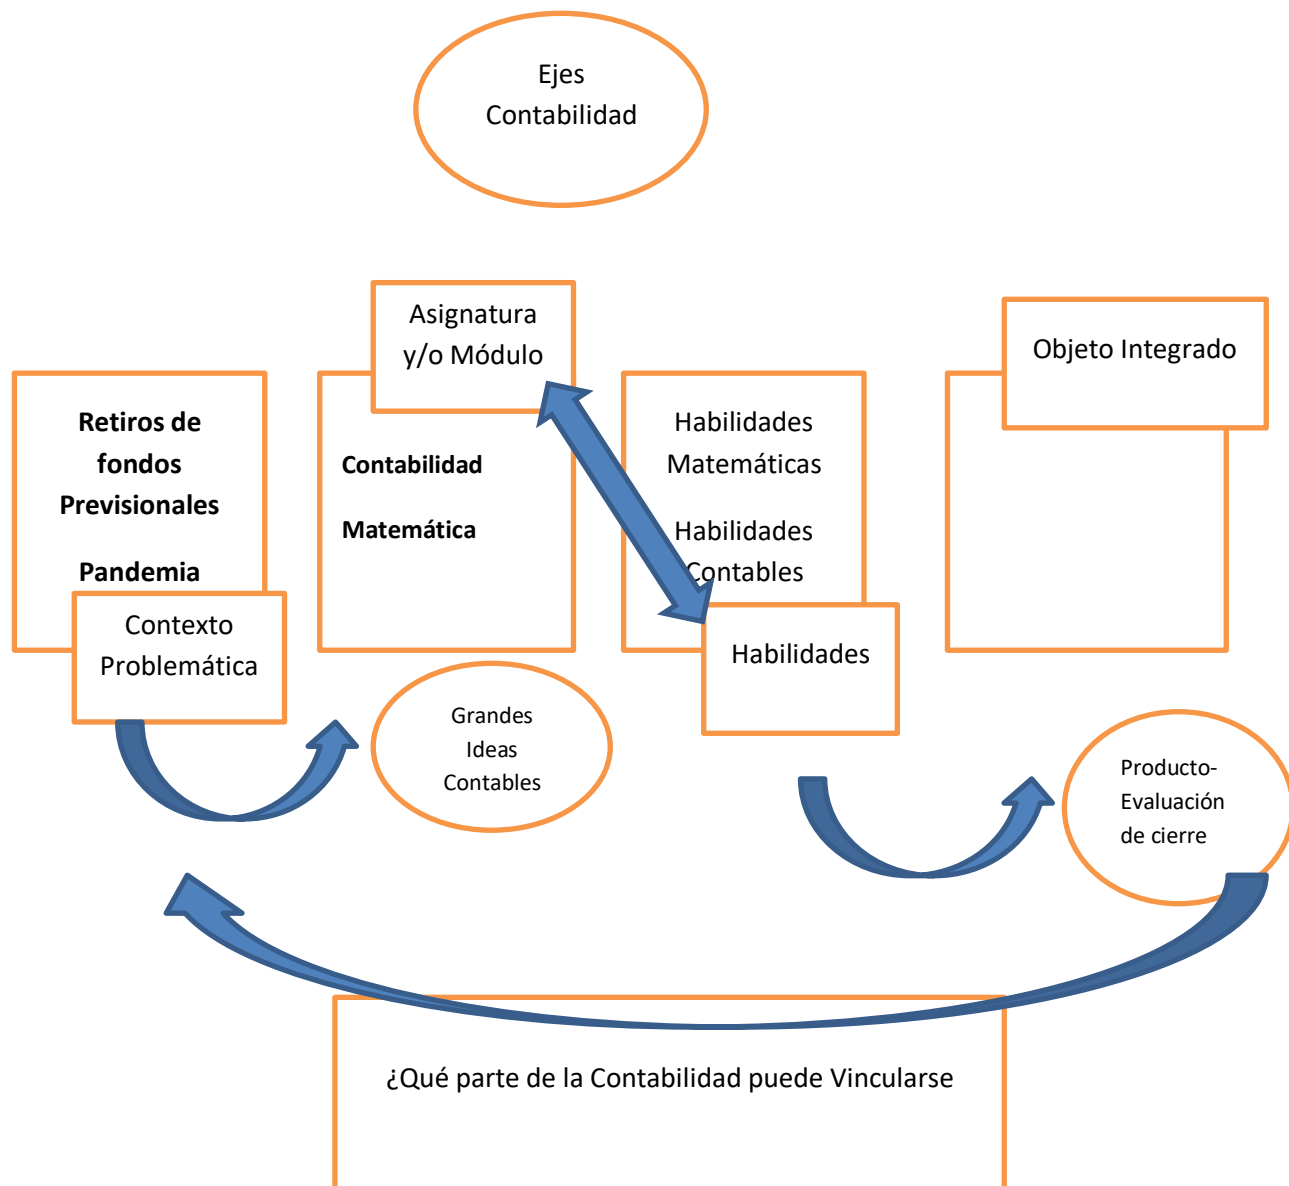 Ejes
Contabilidad
Asignatura
y/o Módulo
Objeto Integrado
Retiros de
fondos
Previsionales
Pandemia
Contexto
Problemática
Contabilidad
Matemática
Habilidades
Matemáticas
Habilidades
Contables
Habilidades
Grandes
Ideas
Contables
Producto-
Evaluación
de cierre
¿Qué parte de la Contabilidad puede Vincularse